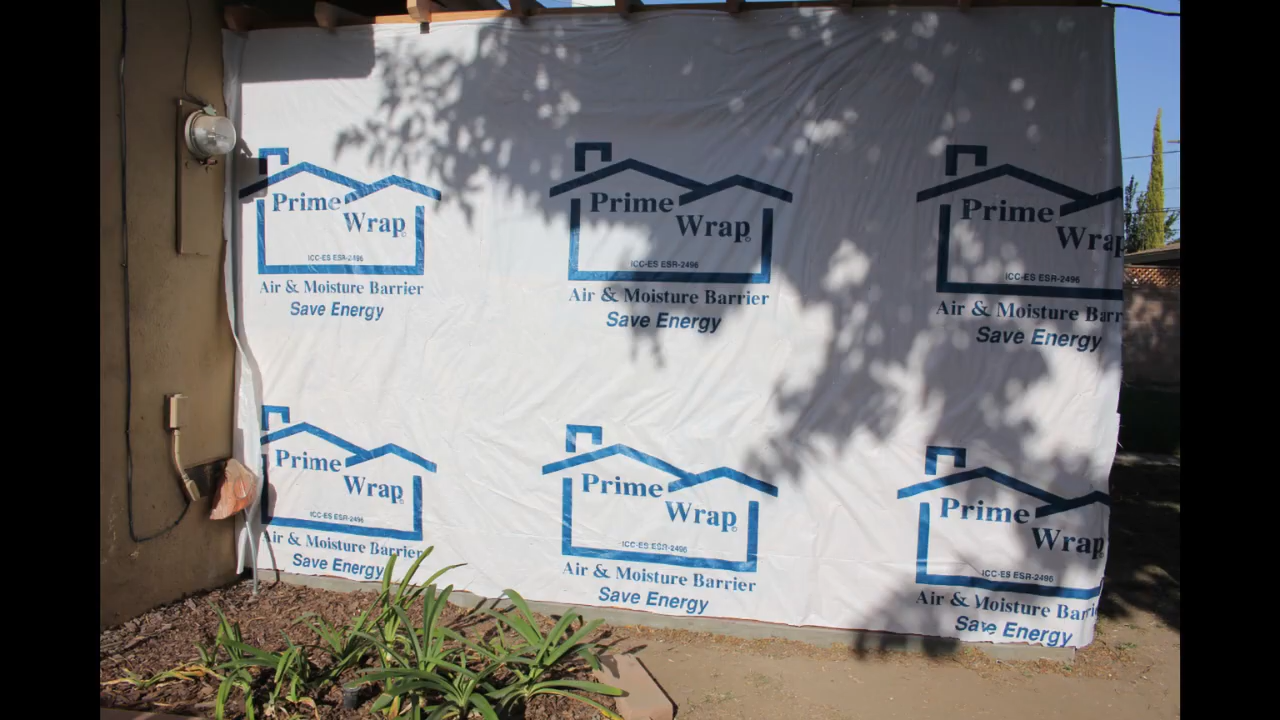 Prime
Wrap
ICC-ES ESR-2496
Air & Moisture Barrier
Save Energy
Prime
Wrap
ICC-ES ESR-2496
Air & Moisture Barrier
Save Energy
Prime
Wrap
ICC-ES ESR-2496
Air & Moisture Barr
Save Energy
Prime
Wrap
ICC-ES ESR-2496
Air & Moisture Barrier
Save Energy
Prime
Wrap
ICC-ES ESR-2496
Air & Moisture Barrier
Save Energy
Prime
Wrap
ICC-ES ESR-2496
Air & Moisture Barrie
Save Energy